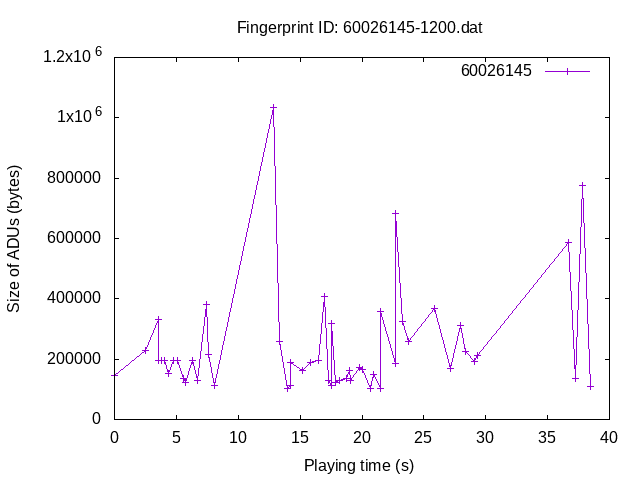 Fingerprint ID: 60026145-1200.dat
60026145
1.2x10^6
1x10^6
800000
600000
400000
200000
0
Size of ADUs (bytes)
0 5 10 15 20 25 30 35 40
Playing time (s)